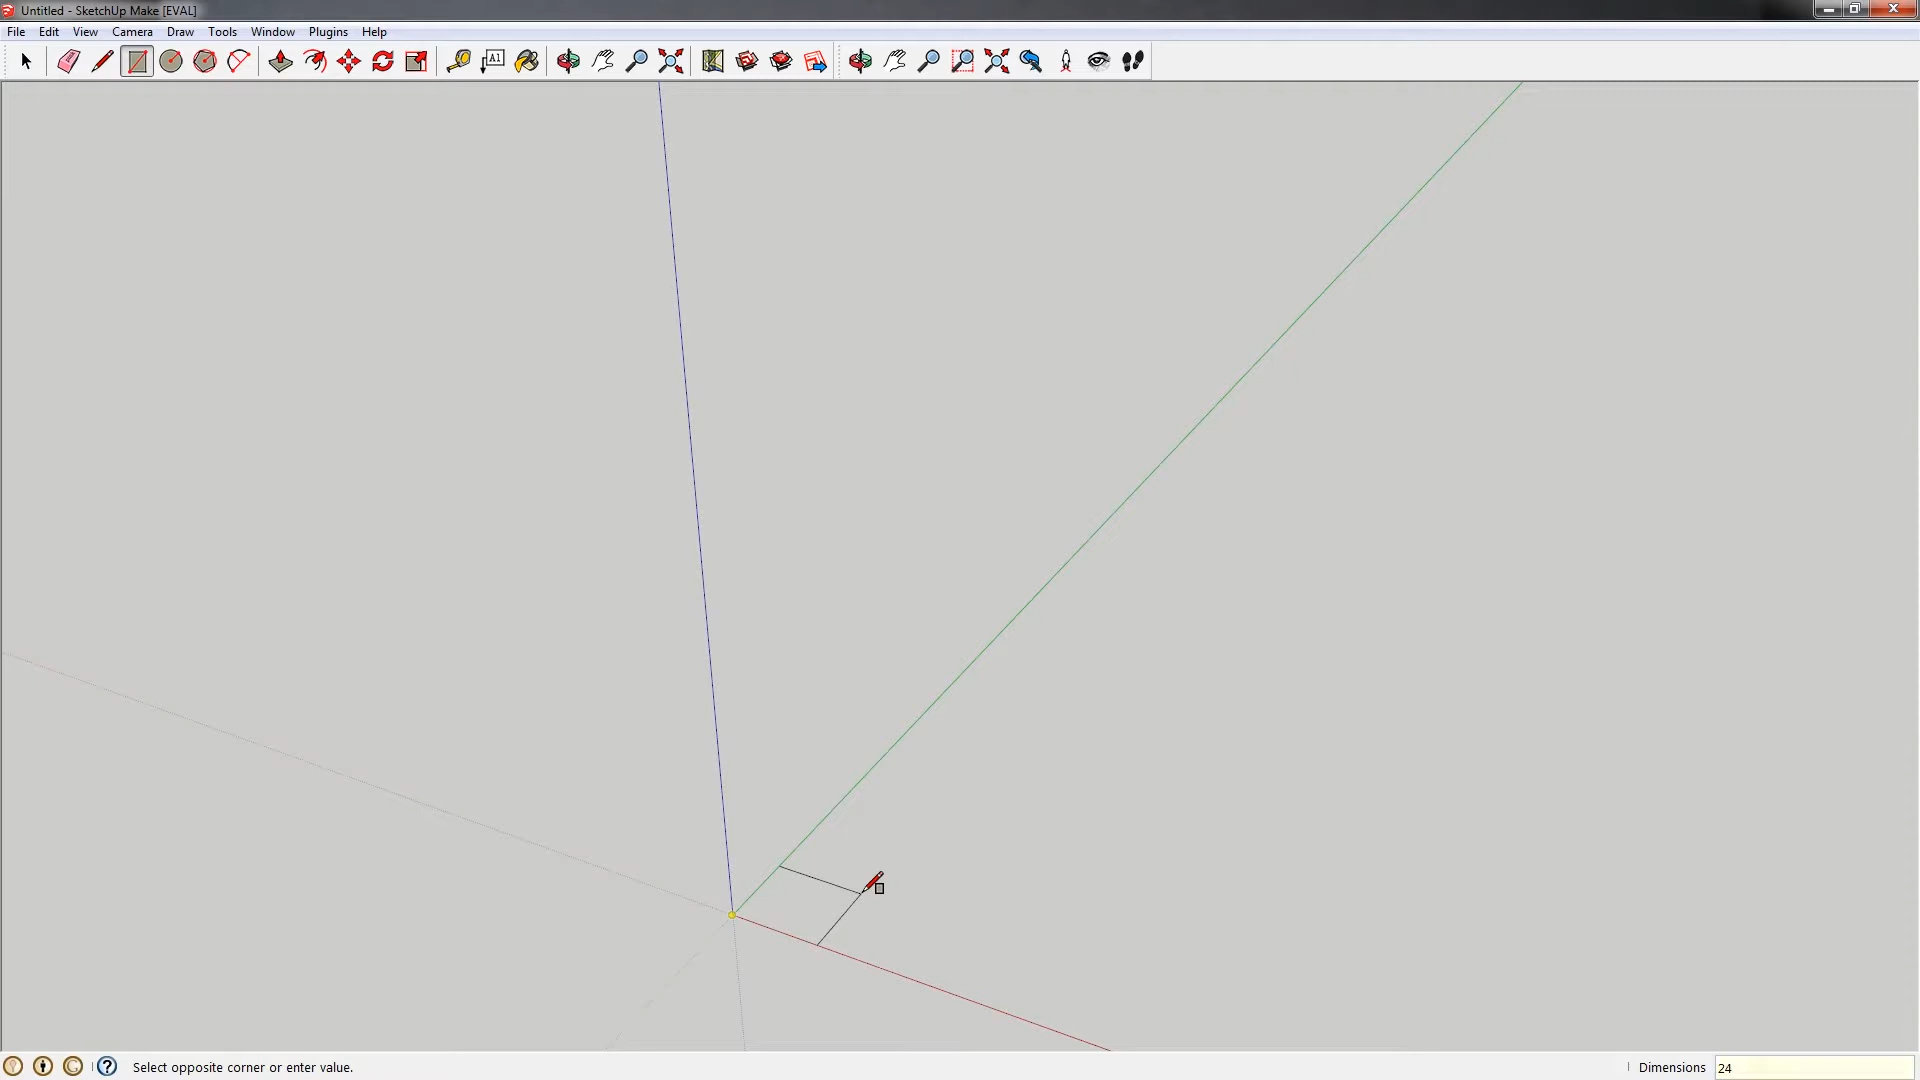 Untitled - SketchUp Make [EVAL]
File Edit View Camera Draw Tools Window Plugins Help
A1
Select opposite corner or enter value.
Dimensions 24